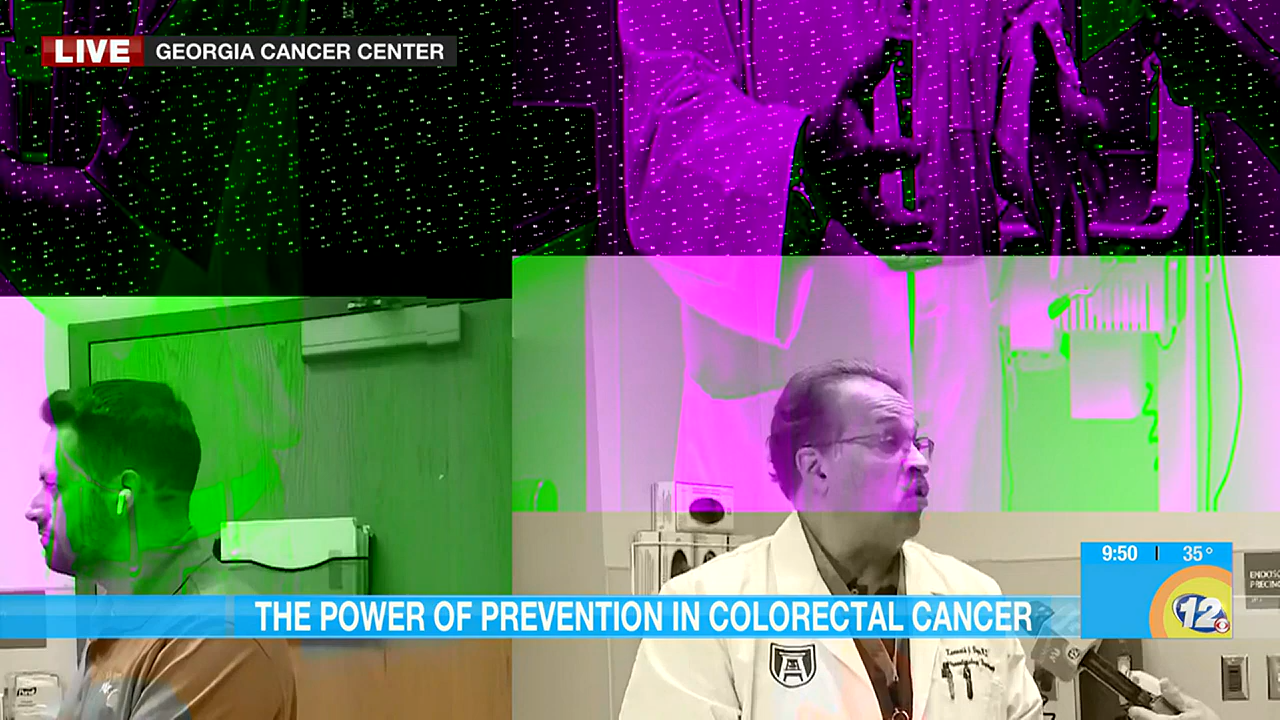 LIVE GEORGIA CANCER CENTER
9:50 35°
12
THE POWER OF PREVENTION IN COLORECTAL CANCER